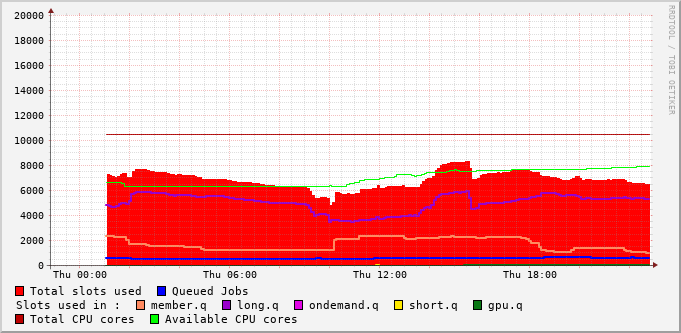 20000
18000
16000
14000
12000
10000
8000
6000
4000
2000
0
Thu 00:00 Thu 06:00 Thu 12:00 Thu 18:00
RRDTOOL / TOBI OETIKER
Total slots used Queued Jobs
Slots used in : member.q long.q ondemand.q short.q gpu.q
Total CPU cores Available CPU cores